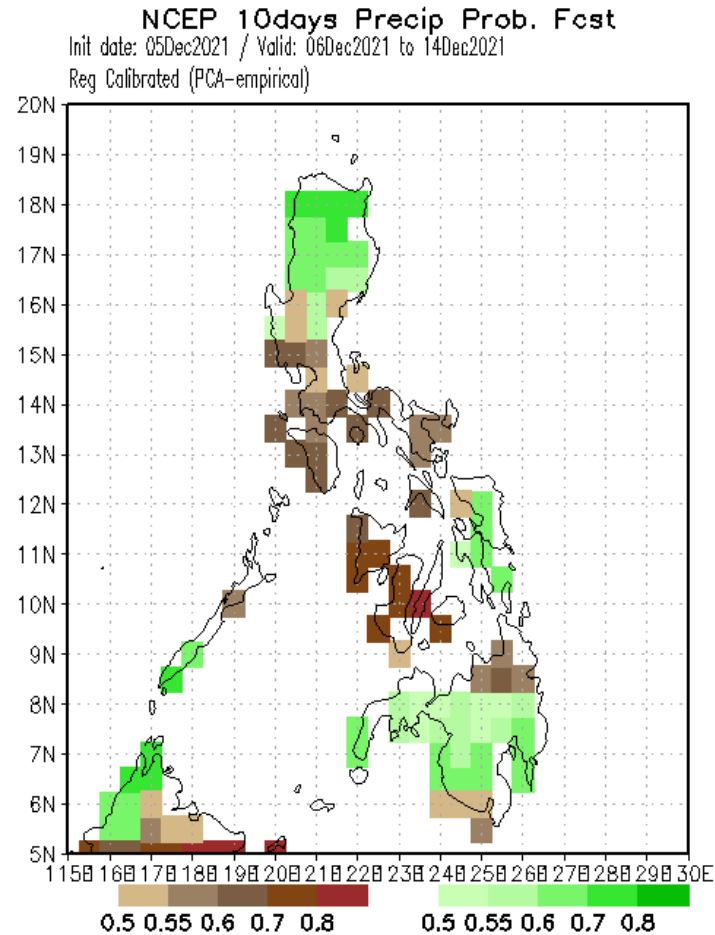 NCEP 10days Precip Prob. Fcst
Init date: 05Dec2021 / Valid: 06Dec2021 to 14Dec2021
Reg Calibrated (PCA-empirical)
20N
19N
18N
17N
16N
15N
14N
13N
12N
11N
10N
9N
8N
7N
6N
5N
115E 116E 117E 118E 119E 120E 121E 122E 123E 124E 125E 126E 127E 128E 129E 130E
0.5 0.55 0.6 0.7 0.8 0.5 0.55 0.6 0.7 0.8